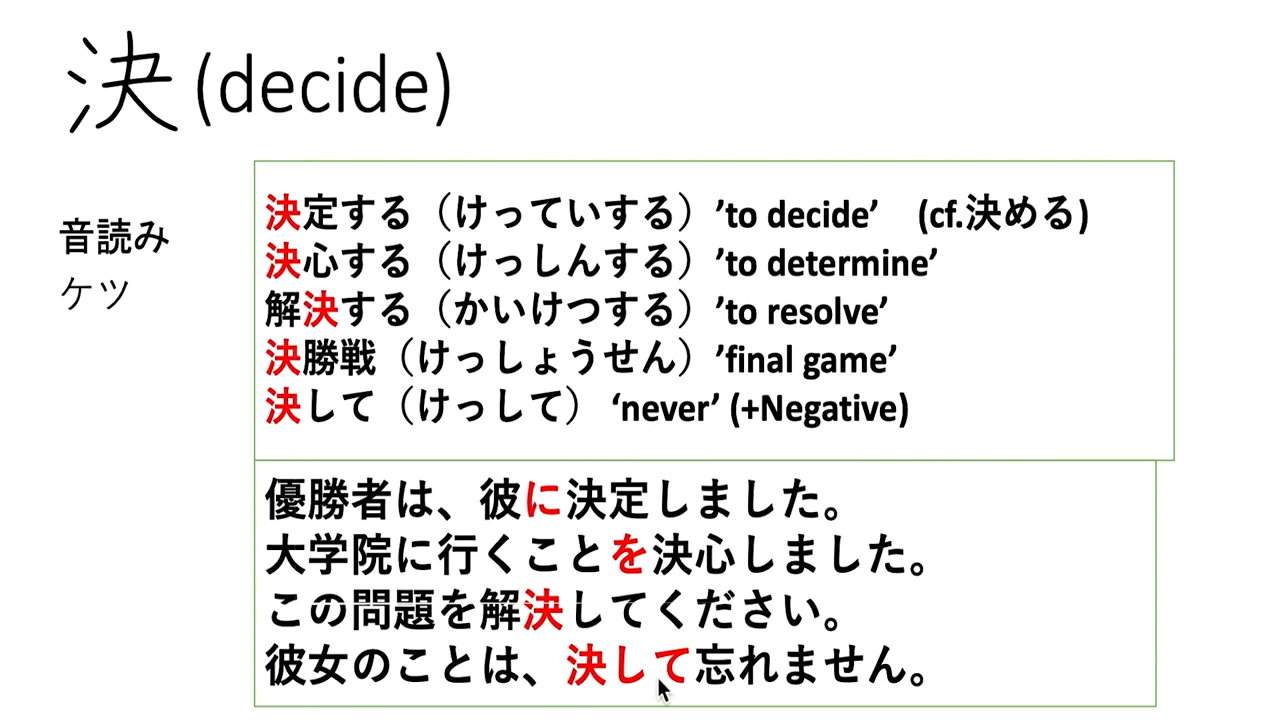 決(decide)
音読み
ケツ
決定する（けっていする）’to decide’　(cf.決める)
決心する（けっしんする）’to determine’
解決する（かいけつする）’to resolve’
決勝戦（けっしょうせん）’final game’
決して（けっして） ‘never’ (+Negative)
優勝者は、彼に決定しました。
大学院に行くことを決心しました。
この問題を解決してください。
彼女のことは、決して忘れません。